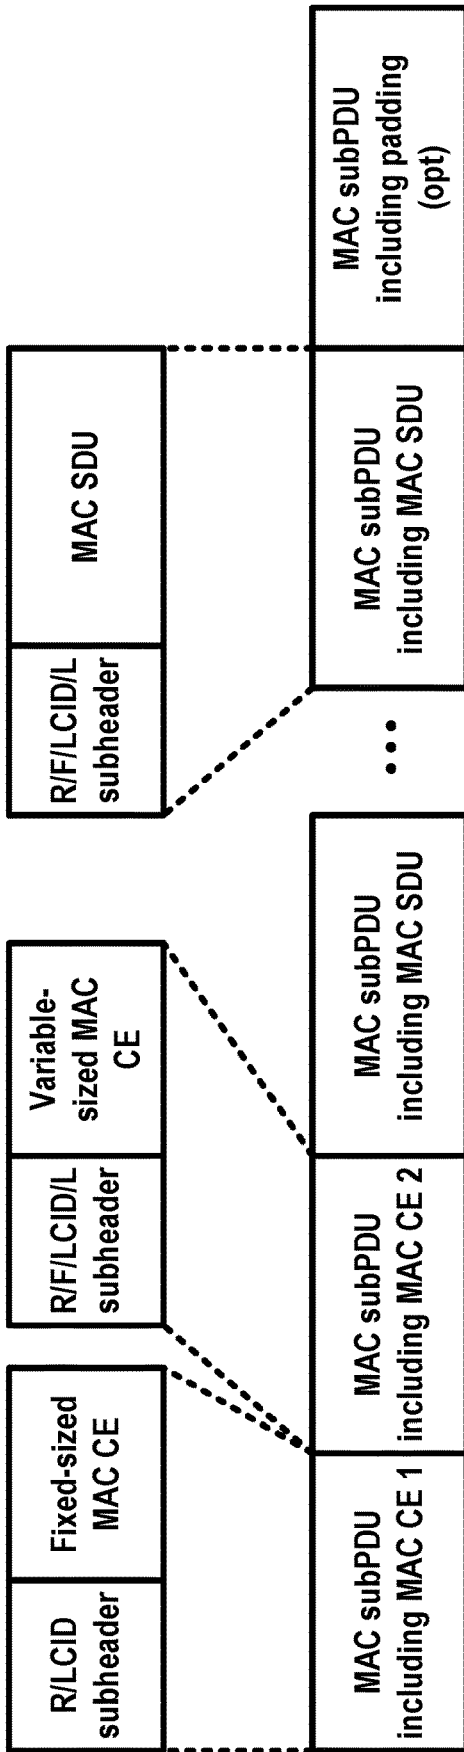 R/LCID
subheader
Fixed-sized
MAC CE
R/F/LCID/L
subheader
Variable-
sized MAC
CE
R/F/LCID/L
subheader
MAC SDU
MAC subPDU
including MAC CE 1
MAC subPDU
including MAC CE 2
MAC subPDU
including MAC SDU
...
MAC subPDU
including MAC SDU
MAC subPDU
including padding
(opt)